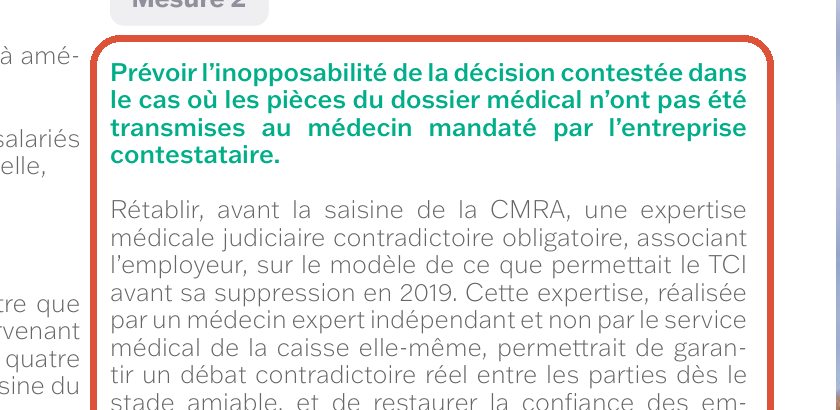 Mesure 2
à amé-
salariés
elle,
tre que
rvenant
quatre
sine du
Prévoir l'inopposabilité de la décision contestée dans
le cas où les pièces du dossier médical n'ont pas été
transmises au médecin mandaté par l'entreprise
contestataire.
Rétablir, avant la saisine de la CMRA, une expertise
médicale judiciaire contradictoire obligatoire, associant
l'employeur, sur le modèle de ce que permettait le TCI
avant sa suppression en 2019. Cette expertise, réalisée
par un médecin expert indépendant et non par le service
médical de la caisse elle-même, permettrait de garan-
tir un débat contradictoire réel entre les parties dès le
stade amiable, et de restaurer la confiance des em-